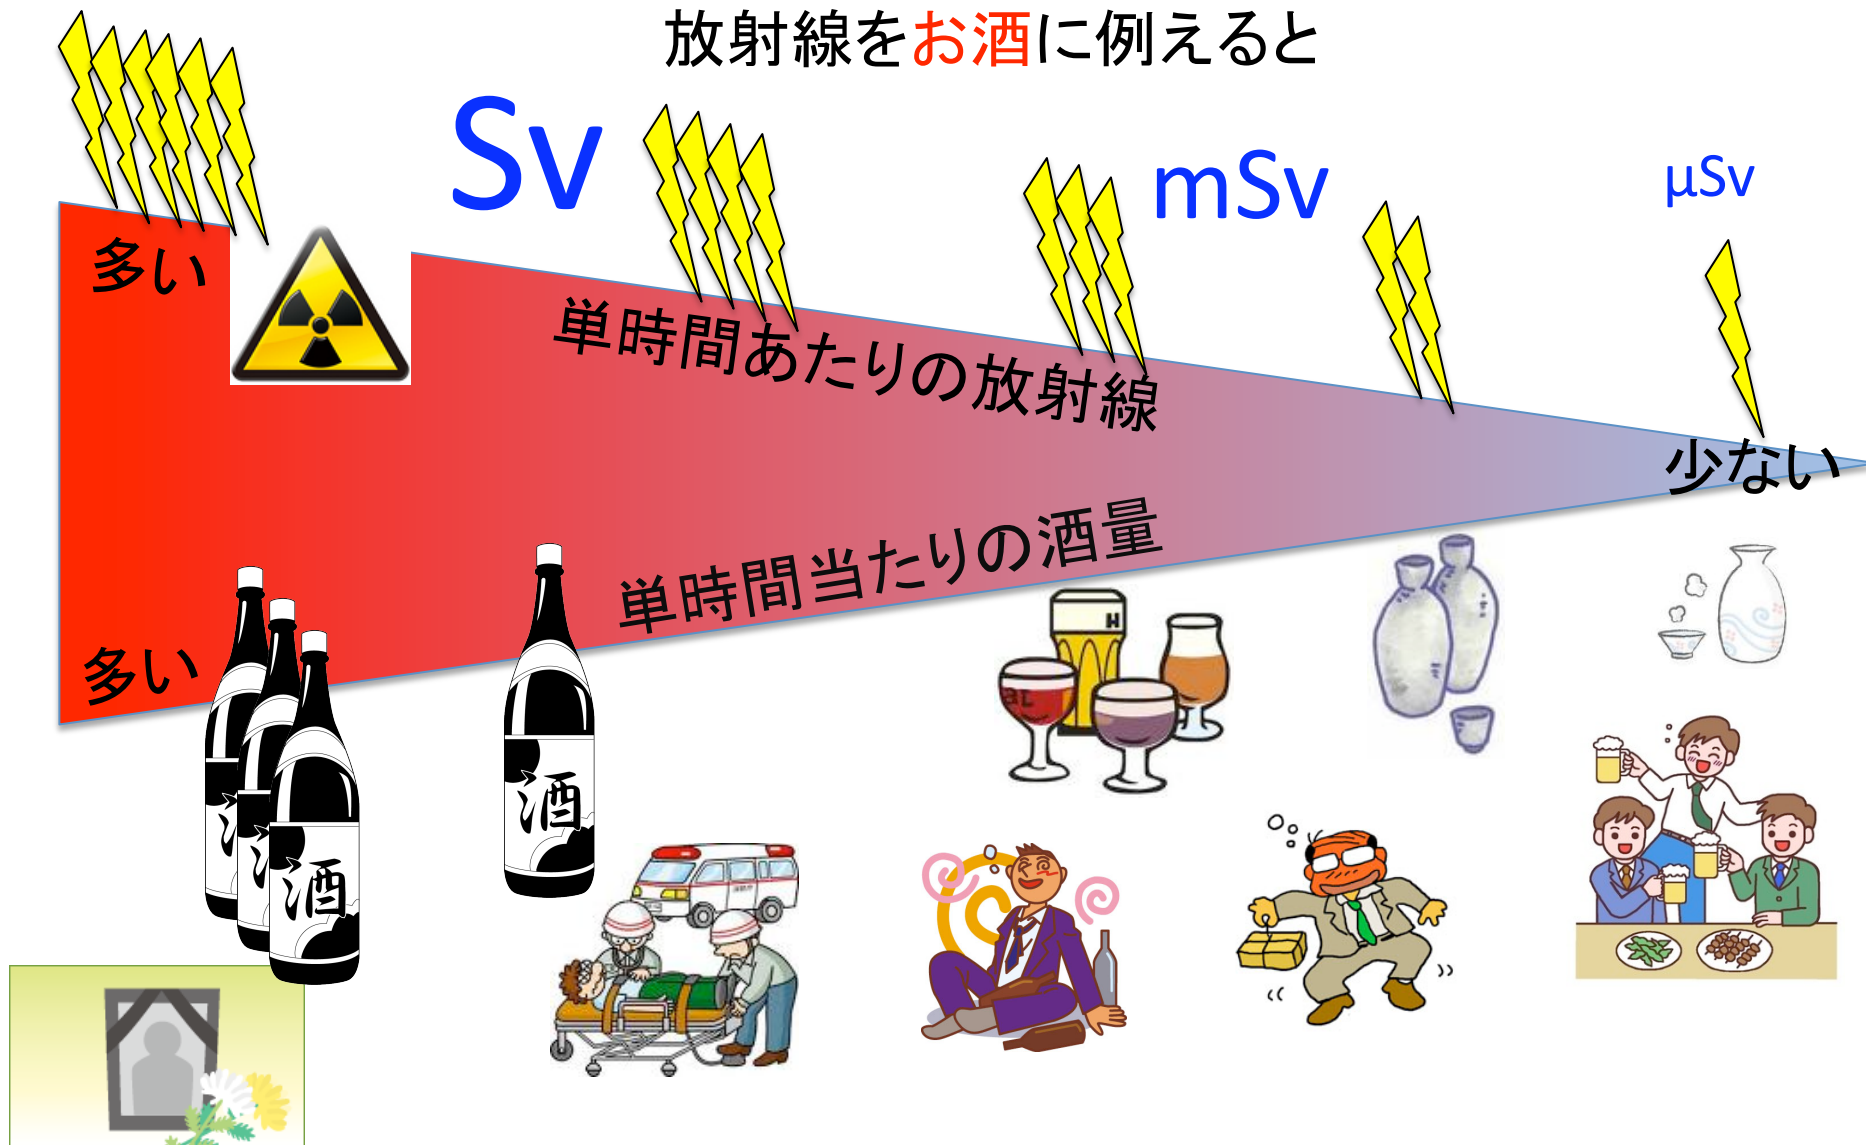 放射線をお酒に例えると
Sv
mSv
µSv
多い
単時間あたりの放射線
少ない
単時間当たりの酒量
多い
酒
酒
H